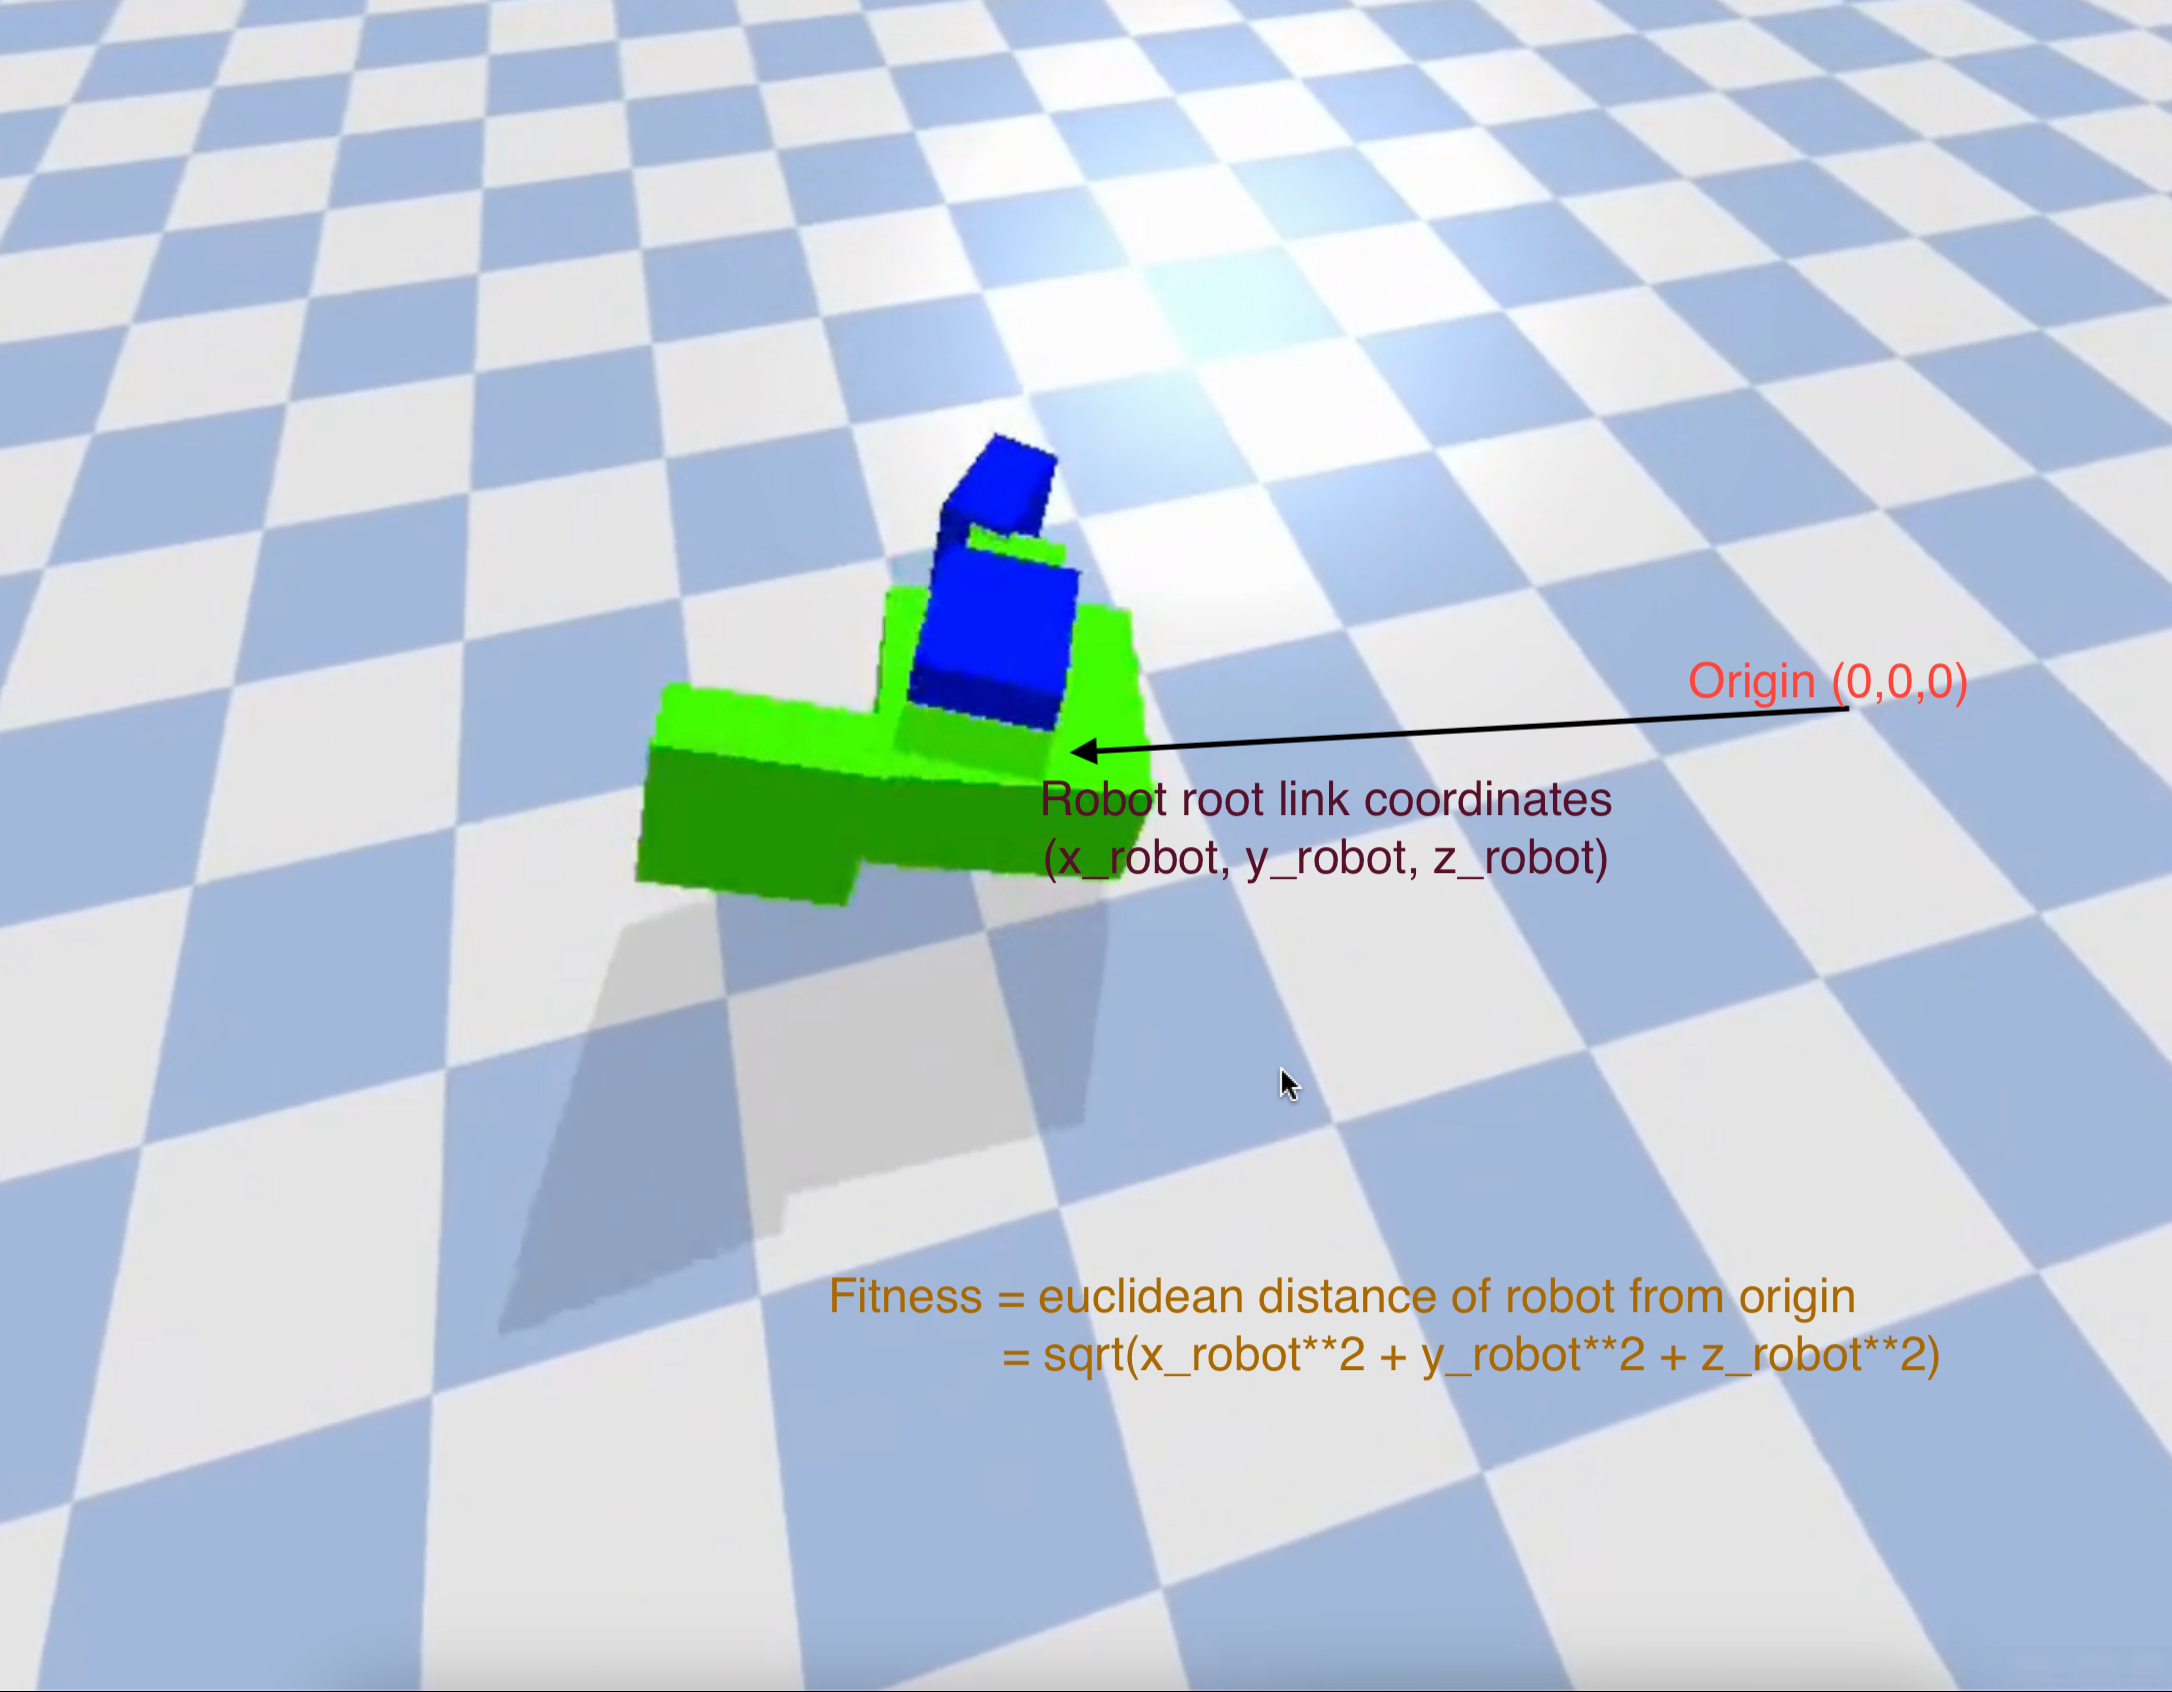 Origin (0,0,0)
Robot root link coordinates
(x_robot, y_robot, z_robot)
Fitness = euclidean distance of robot from origin
= sqrt(x_robot**2 + y_robot**2 + z_robot**2)